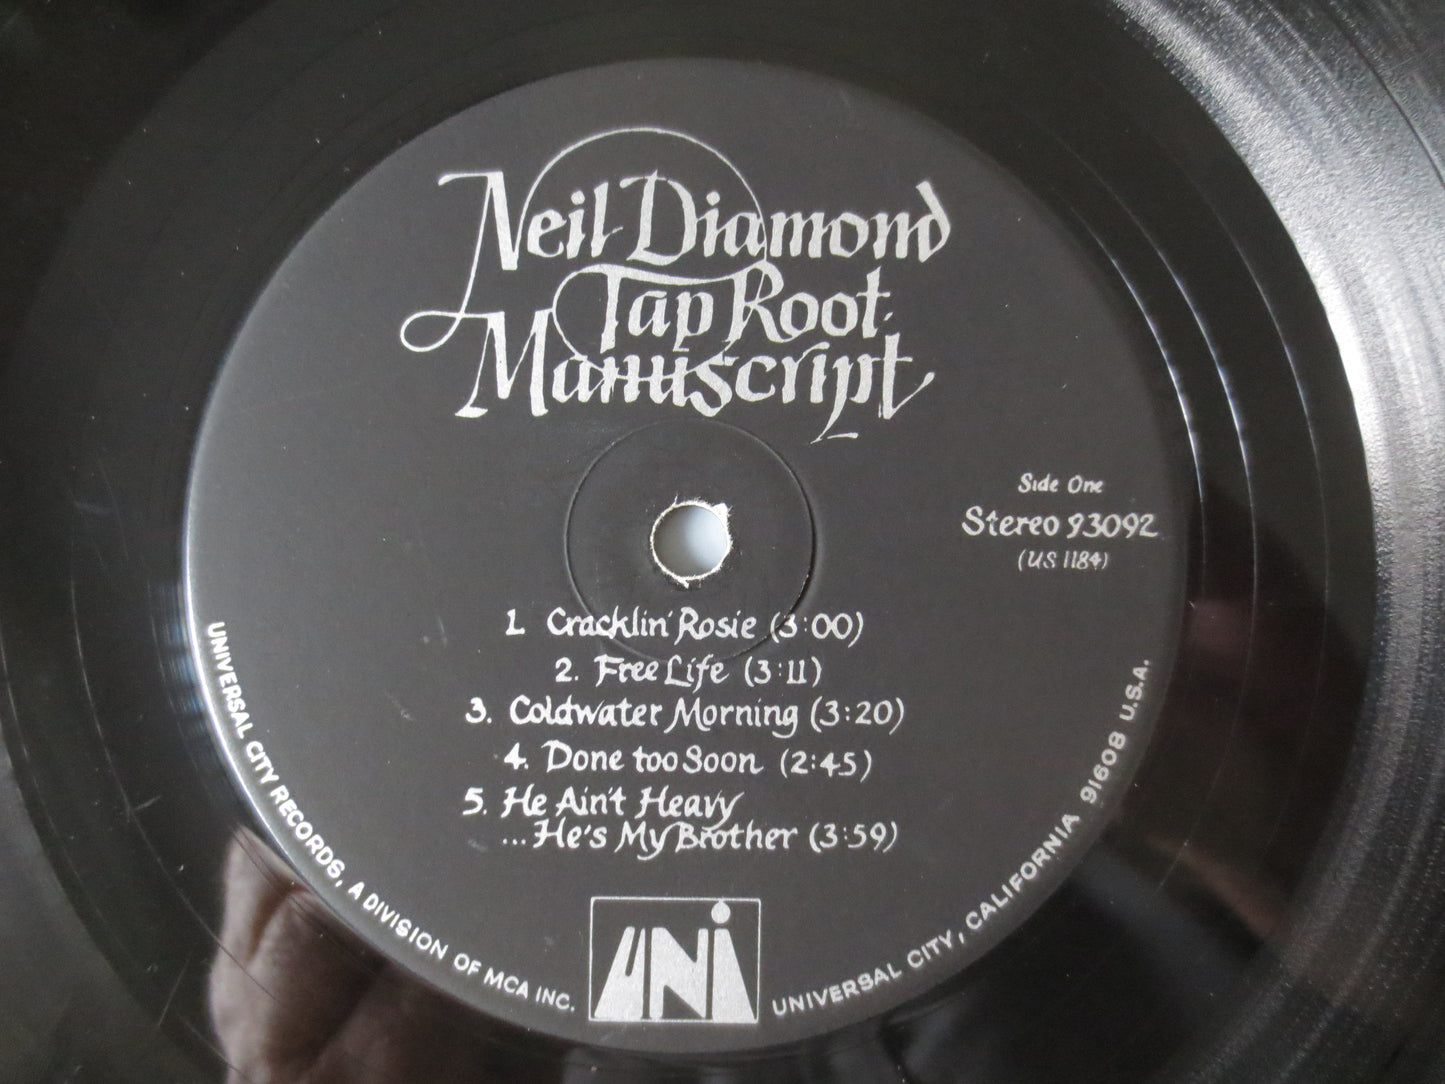 Neil Diamond
Tap Root
Manuscript
Side One
Stereo 93092
(US 1184)
1. Cracklin' Rosie (3:00)
2. Free Life (3:11)
3. Coldwater Morning (3:20)
4. Done too Soon (2:45)
5. He Ain't Heavy
...He's My Brother (3:59)
UNI
UNIVERSAL CITY RECORDS, A DIVISION OF MCA INC.
UNIVERSAL CITY, CALIFORNIA 91608 U.S.A.